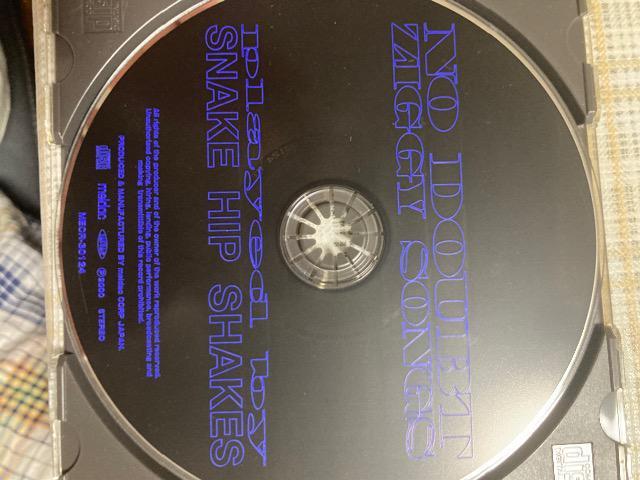 NO DOUBT
ZIGGY SONGS
played by
SNAKE HIP SHAKES
All rights of the producer and of the owner of the work reproduced reserved.
Unauthorized copying, hiring, lending, public performance, broadcasting and
making transmittable of this record prohibited.
PRODUCED & MANUFACTURED BY meldac CORP JAPAN.
meldac ℗2000 STEREO
MECR-30124